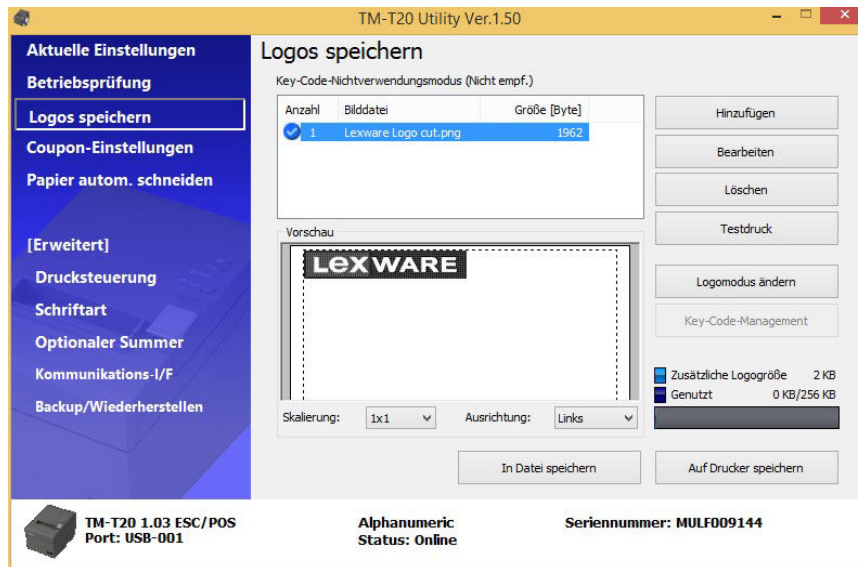 TM-T20 Utility Ver.1.50
Aktuelle Einstellungen
Betriebsprüfung
Logos speichern
Coupon-Einstellungen
Papier autom. schneiden
[Erweitert]
Drucksteuerung
Schriftart
Optionaler Summer
Kommunikations-I/F
Backup/Wiederherstellen
Logos speichern
Key-Code-Nichtverwendungsmodus (Nicht empf.)
Anzahl Bilddatei Größe [Byte]
1 Lexware Logo cut.png 1962
Vorschau
LexWARE
Skalierung: 1x1 Ausrichtung: Links
Hinzufügen
Bearbeiten
Löschen
Testdruck
Logomodus ändern
Key-Code-Management
Zusätzliche Logogröße 2 KB
Genutzt 0 KB/256 KB
In Datei speichern
Auf Drucker speichern
TM-T20 1.03 ESC/POS
Port: USB-001
Alphanumeric
Status: Online
Seriennummer: MULF009144